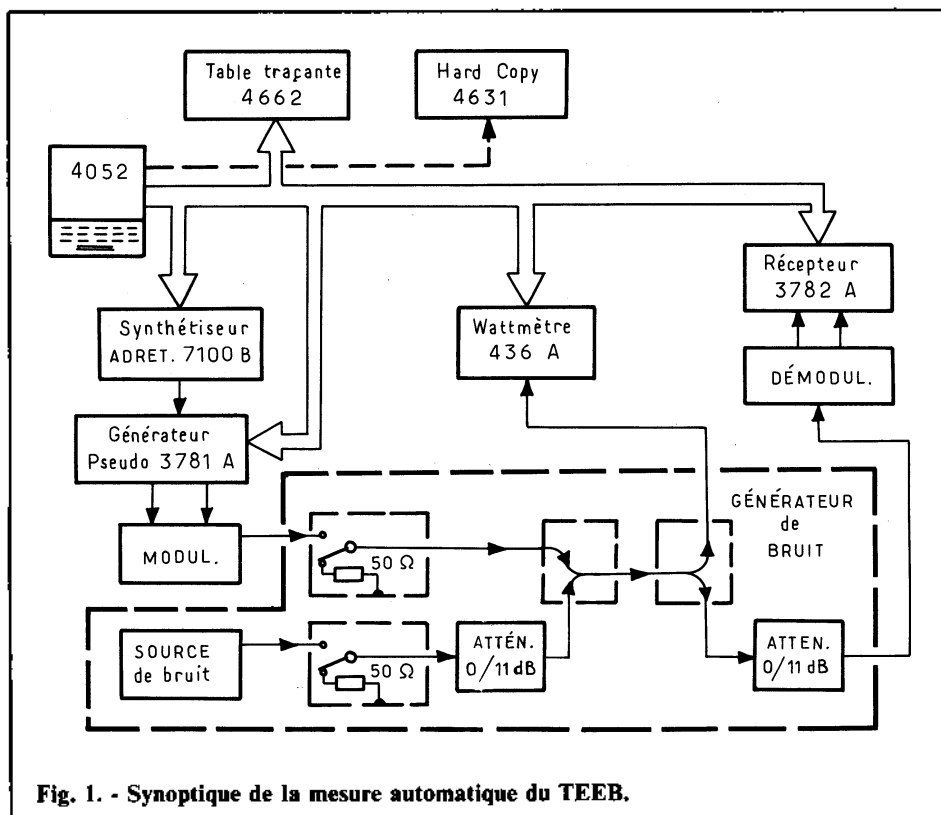 Table traçante
4662
Hard Copy
4631
4052
Récepteur
3782 A
Synthétiseur
ADRET. 7100 B
Wattmètre
436 A
DÉMODUL.
Générateur
Pseudo 3781 A
GÉNÉRATEUR
de
BRUIT
MODUL.
50 Ω
SOURCE
de bruit
50 Ω
ATTÉN.
0/11 dB
ATTEN.
0/11 dB
Fig. 1. - Synoptique de la mesure automatique du TEEB.